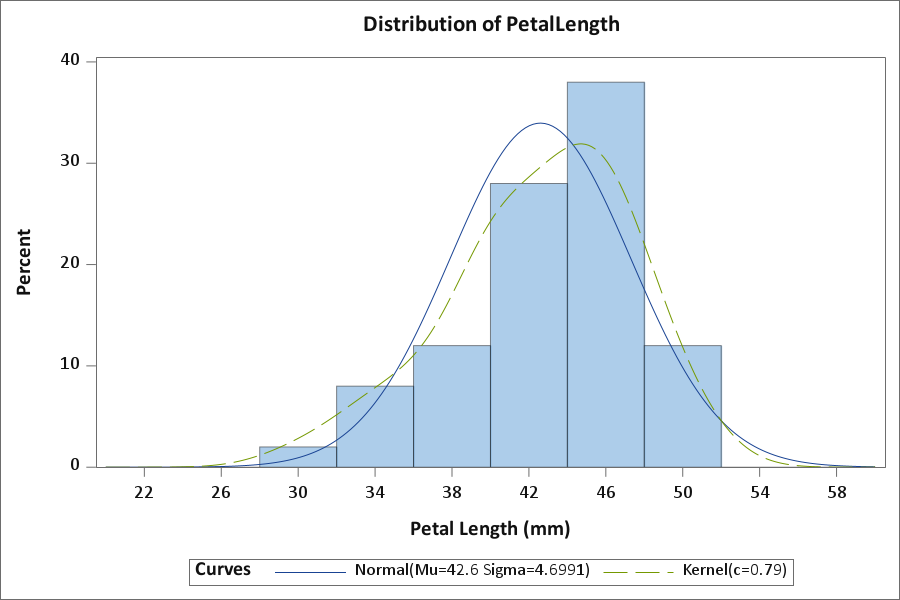 Distribution of PetalLength
40
30
20
10
0
Percent
22 26 30 34 38 42 46 50 54 58
Petal Length (mm)
Curves Normal(Mu=42.6 Sigma=4.6991) Kernel(c=0.79)